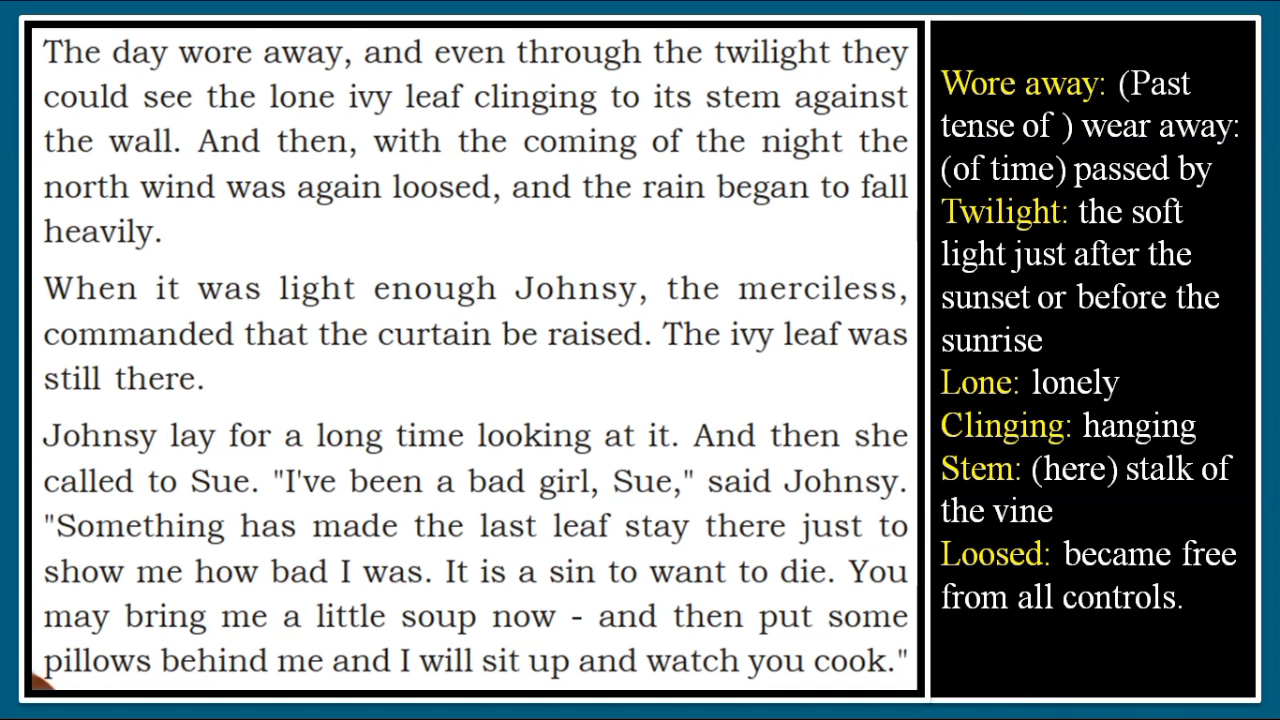 The day wore away, and even through the twilight they
could see the lone ivy leaf clinging to its stem against
the wall. And then, with the coming of the night the
north wind was again loosed, and the rain began to fall
heavily.
When it was light enough Johnsy, the merciless,
commanded that the curtain be raised. The ivy leaf was
still there.
Johnsy lay for a long time looking at it. And then she
called to Sue. "I've been a bad girl, Sue," said Johnsy.
"Something has made the last leaf stay there just to
show me how bad I was. It is a sin to want to die. You
may bring me a little soup now - and then put some
pillows behind me and I will sit up and watch you cook."
Wore away: (Past
tense of ) wear away:
(of time) passed by
Twilight: the soft
light just after the
sunset or before the
sunrise
Lone: lonely
Clinging: hanging
Stem: (here) stalk of
the vine
Loosed: became free
from all controls.